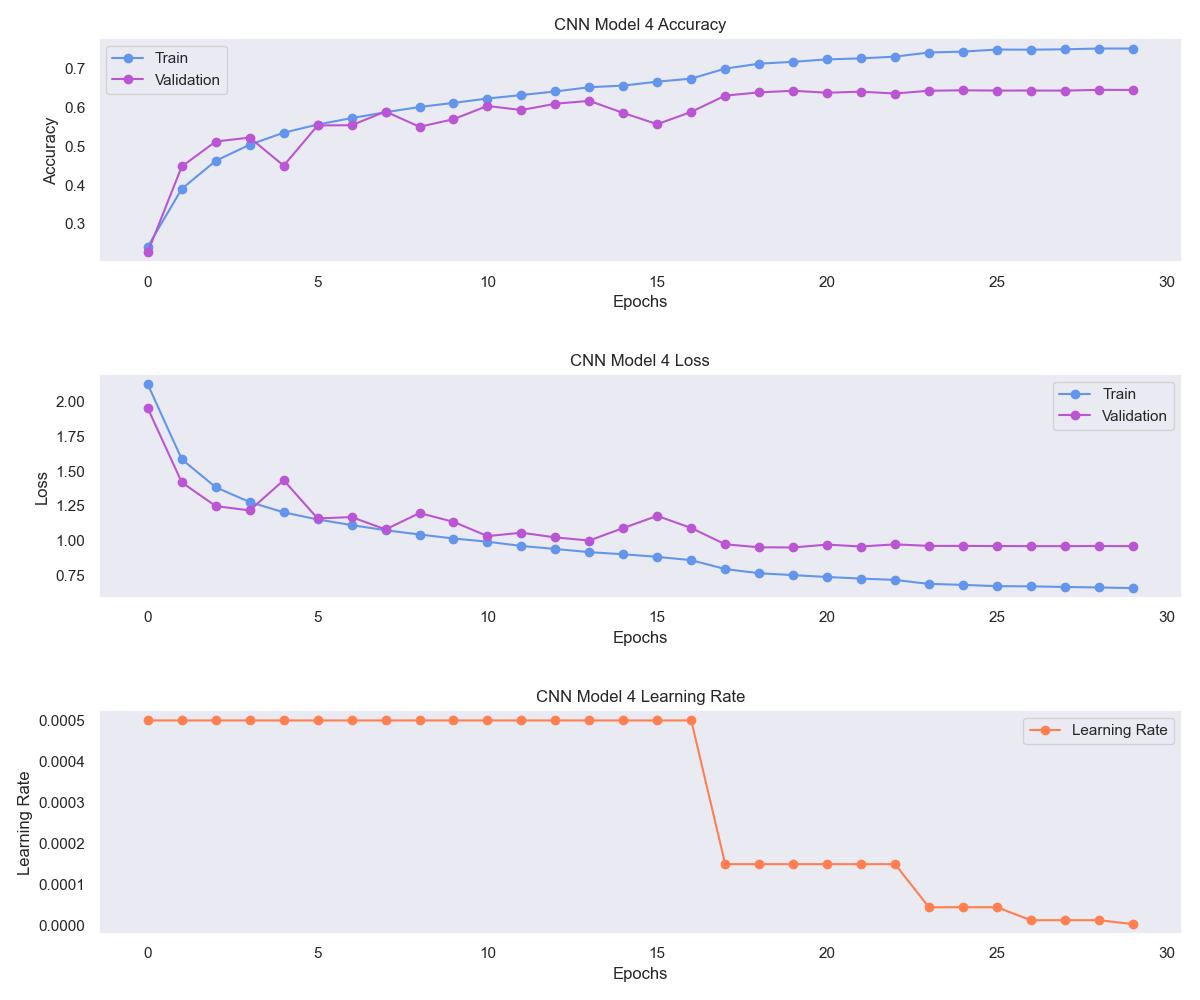 CNN Model 4 Accuracy
Train
Validation
Accuracy
0.7
0.6
0.5
0.4
0.3
0 5 10 15 20 25 30
Epochs
CNN Model 4 Loss
Train
Validation
Loss
2.00
1.75
1.50
1.25
1.00
0.75
0 5 10 15 20 25 30
Epochs
CNN Model 4 Learning Rate
Learning Rate
Learning Rate
0.0005
0.0004
0.0003
0.0002
0.0001
0.0000
0 5 10 15 20 25 30
Epochs